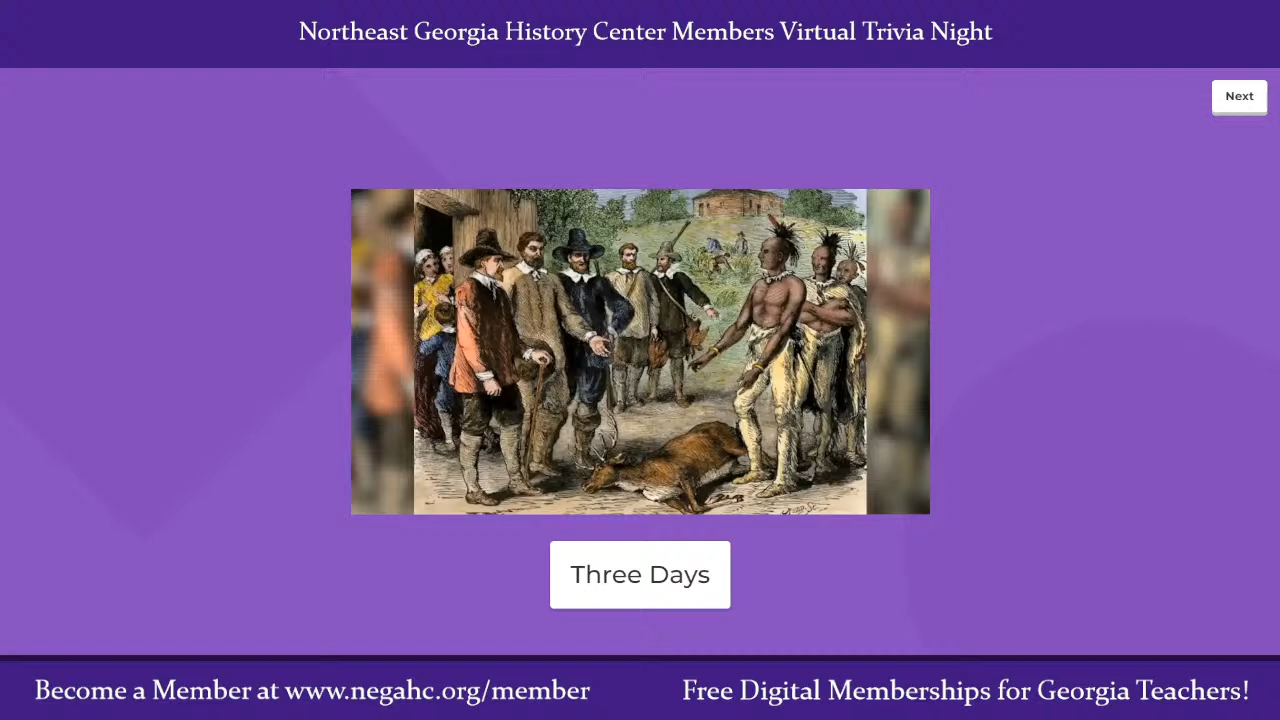 Northeast Georgia History Center Members Virtual Trivia Night
Next
Three Days
Become a Member at www.negahc.org/member
Free Digital Memberships for Georgia Teachers!